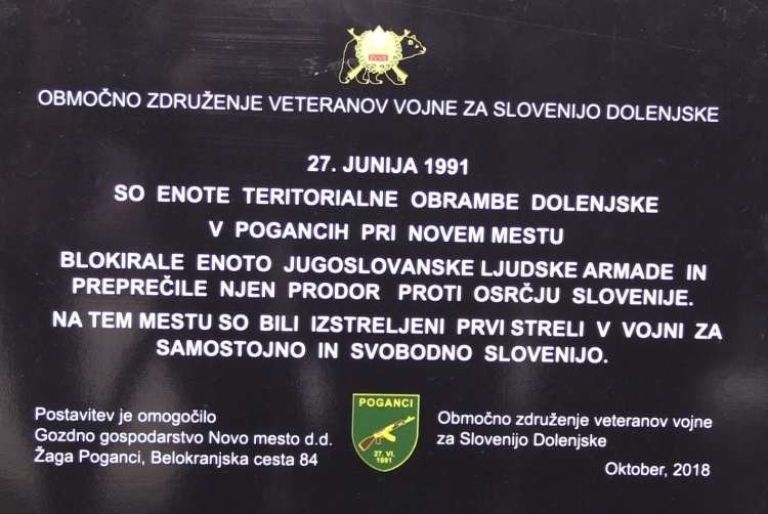 ZVVS
OBMOČNO ZDRUŽENJE VETERANOV VOJNE ZA SLOVENIJO DOLENJSKE
27. JUNIJA 1991
SO ENOTE TERITORIALNE OBRAMBE DOLENJSKE
V POGANCIH PRI NOVEM MESTU
BLOKIRALE ENOTO JUGOSLOVANSKE LJUDSKE ARMADE IN
PREPREČILE NJEN PRODOR PROTI OSRČJU SLOVENIJE.
NA TEM MESTU SO BILI IZSTRELJENI PRVI STRELI V VOJNI ZA
SAMOSTOJNO IN SVOBODNO SLOVENIJO.
Postavitev je omogočilo
Gozdno gospodarstvo Novo mesto d.d.
Žaga Poganci, Belokranjska cesta 84
POGANCI
27. VI.
1991
Območno združenje veteranov vojne
za Slovenijo Dolenjske
Oktober, 2018